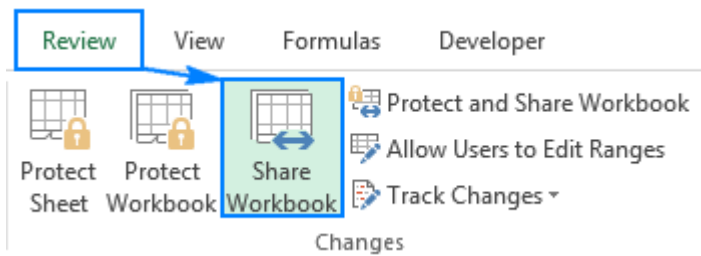 Review View Formulas Developer
Protect Sheet
Protect Workbook
Share Workbook
Protect and Share Workbook
Allow Users to Edit Ranges
Track Changes
Changes